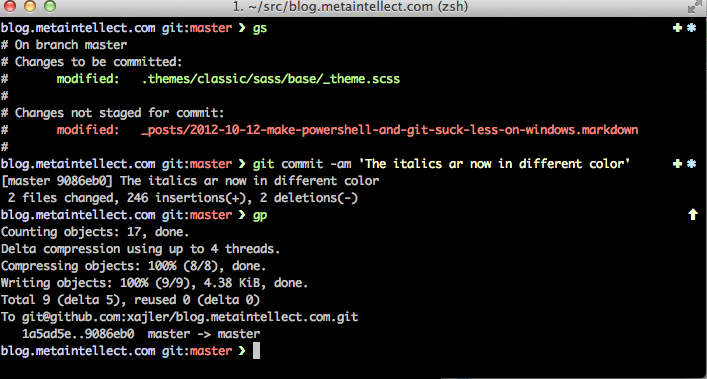 1. ~/src/blog.metaintellect.com (zsh)
blog.metaintellect.com git:master ❯ gs ✚ ✱
# On branch master
# Changes to be committed:
#       modified:   .themes/classic/sass/base/_theme.scss
#
# Changes not staged for commit:
#       modified:   _posts/2012-10-12-make-powershell-and-git-suck-less-on-windows.markdown
#
blog.metaintellect.com git:master ❯ git commit -am 'The italics ar now in different color' ✚ ✱
[master 9086eb0] The italics ar now in different color
 2 files changed, 246 insertions(+), 2 deletions(-)
blog.metaintellect.com git:master ❯ gp ⬆
Counting objects: 17, done.
Delta compression using up to 4 threads.
Compressing objects: 100% (8/8), done.
Writing objects: 100% (9/9), 4.38 KiB, done.
Total 9 (delta 5), reused 0 (delta 0)
To git@github.com:xajler/blog.metaintellect.com.git
   1a5ad5e..9086eb0  master -> master
blog.metaintellect.com git:master ❯